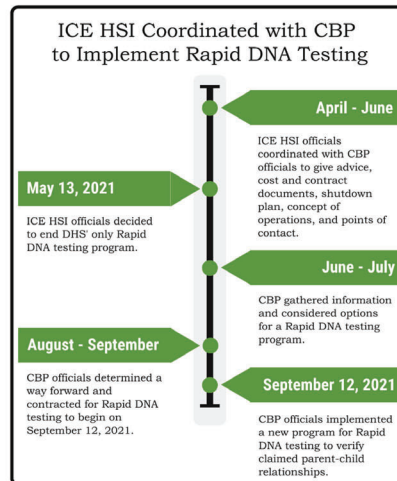 ICE HSI Coordinated with CBP
to Implement Rapid DNA Testing
April - June
ICE HSI officials
coordinated with CBP
officials to give advice,
cost and contract
documents, shutdown
plan, concept of
operations, and points of
contact.
May 13, 2021
ICE HSI officials decided
to end DHS' only Rapid
DNA testing program.
June - July
CBP gathered information
and considered options
for a Rapid DNA testing
program.
August - September
CBP officials determined a
way forward and
contracted for Rapid DNA
testing to begin on
September 12, 2021.
September 12, 2021
CBP officials implemented
a new program for Rapid
DNA testing to verify
claimed parent-child
relationships.